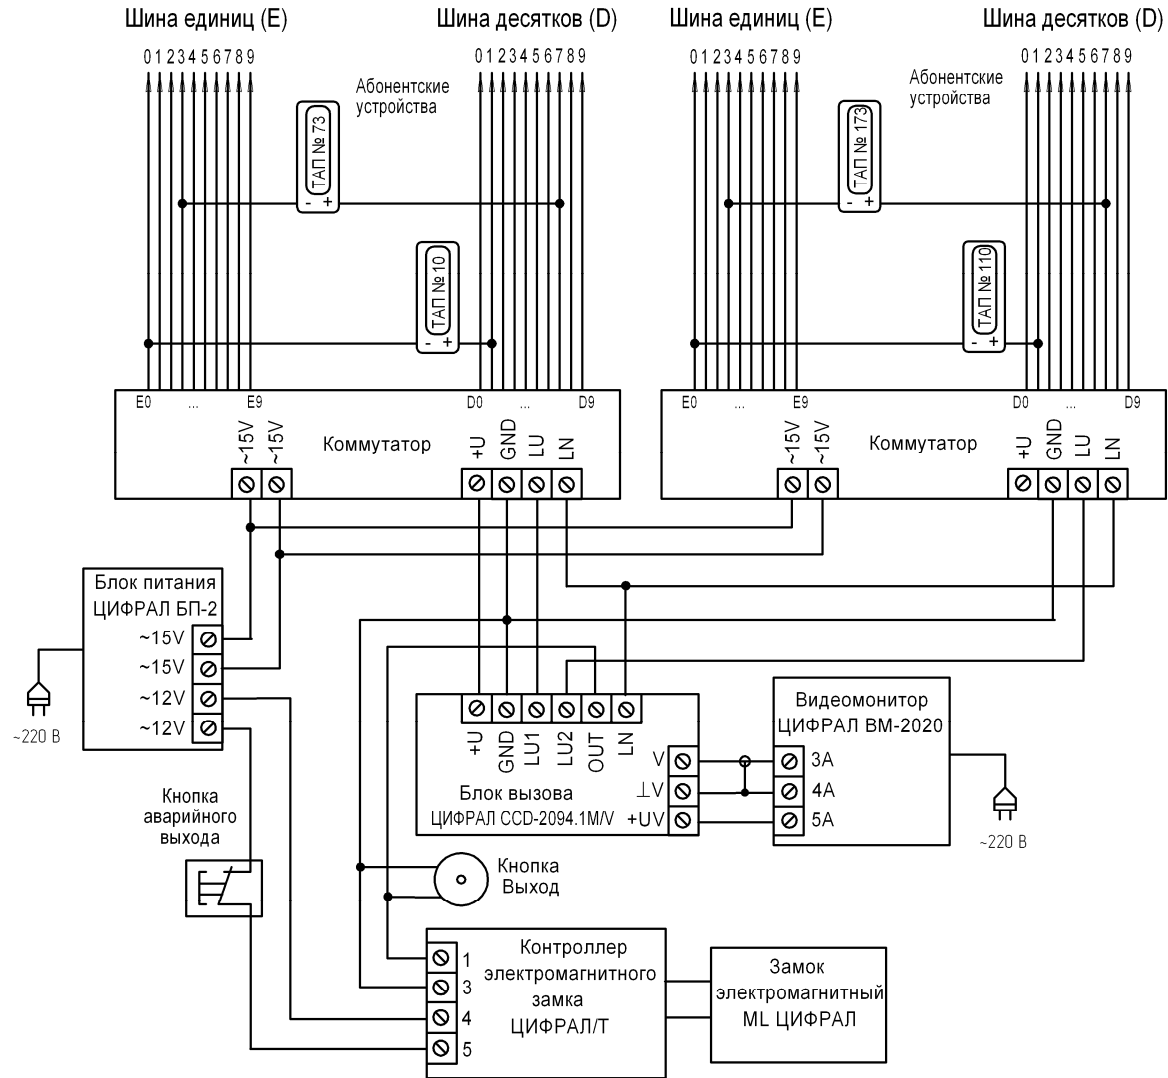 Шина единиц (E)
Шина десятков (D)
Шина единиц (E)
Шина десятков (D)
0123456789
0123456789
0123456789
0123456789
Абонентские
устройства
Абонентские
устройства
ТАП № 73
- +
ТАП № 173
- +
ТАП № 10
- +
ТАП № 110
- +
E0 ... E9
D0 ... D9
E0 ... E9
D0 ... D9
~15V
~15V
Коммутатор
+U
GND
LU
LN
~15V
~15V
Коммутатор
+U
GND
LU
LN
Блок питания
ЦИФРАЛ БП-2
~15V
~15V
~12V
~12V
~220 В
+U
GND
LU1
LU2
OUT
LN
V
⊥V
+UV
Блок вызова
ЦИФРАЛ CCD-2094.1M/V
Видеомонитор
ЦИФРАЛ ВМ-2020
3A
4A
5A
~220 В
Кнопка
аварийного
выхода
Кнопка
Выход
1
3
4
5
Контроллер
электромагнитного
замка
ЦИФРАЛ/Т
Замок
электромагнитный
ML ЦИФРАЛ